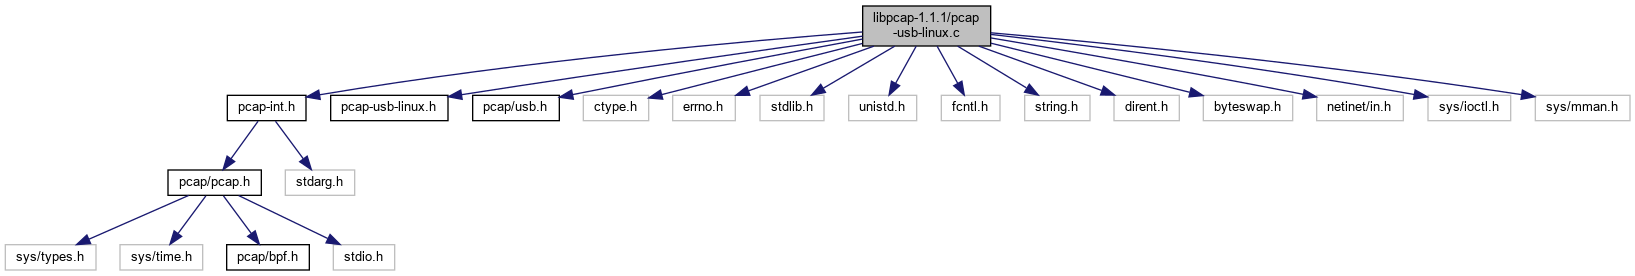 libpcap-1.1.1/pcap
-usb-linux.c
pcap-int.h
pcap-usb-linux.h
pcap/usb.h
ctype.h
errno.h
stdlib.h
unistd.h
fcntl.h
string.h
dirent.h
byteswap.h
netinet/in.h
sys/ioctl.h
sys/mman.h
pcap/pcap.h
stdarg.h
sys/types.h
sys/time.h
pcap/bpf.h
stdio.h